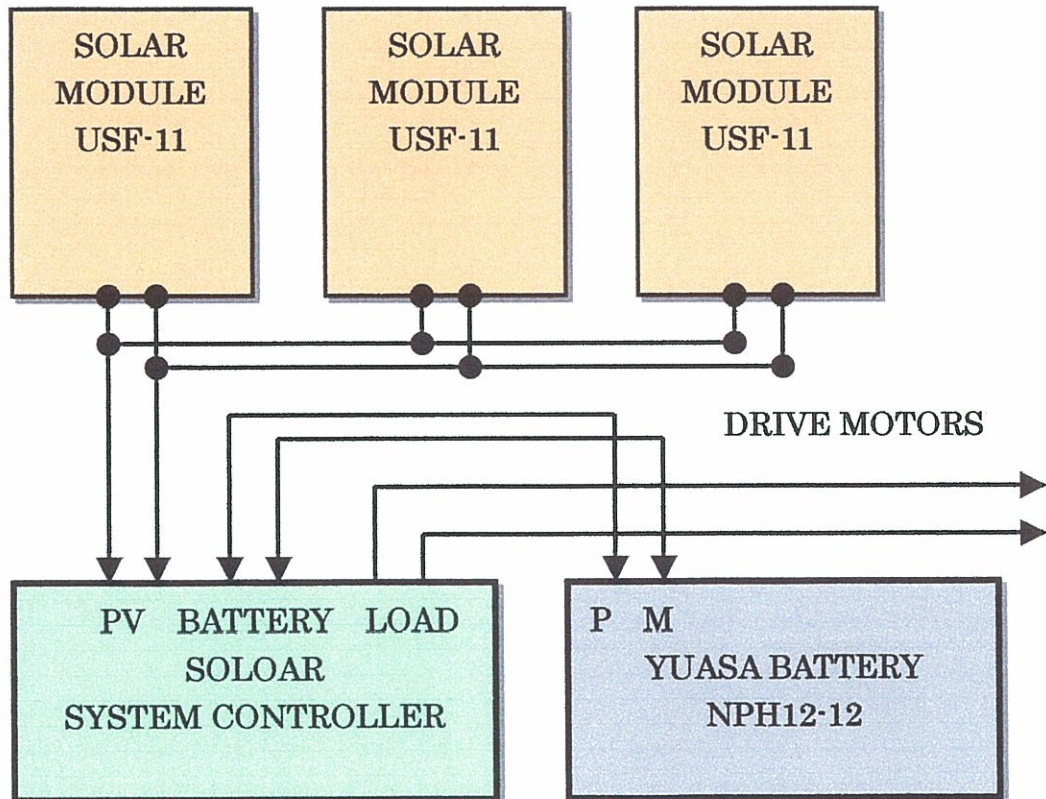 SOLAR
MODULE
USF-11
SOLAR
MODULE
USF-11
SOLAR
MODULE
USF-11
DRIVE MOTORS
PV BATTERY LOAD
SOLOAR
SYSTEM CONTROLLER
P M
YUASA BATTERY
NPH12-12